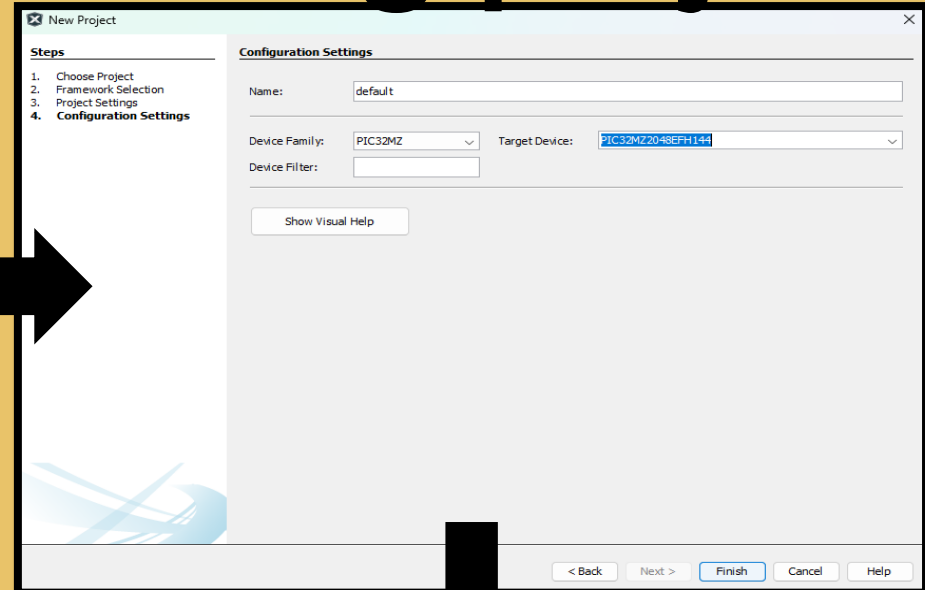 New Project
Steps
1. Choose Project
2. Framework Selection
3. Project Settings
4. Configuration Settings
Configuration Settings
Name: default
Device Family: PIC32MZ Target Device: PIC32MZ2048EFH144
Device Filter:
Show Visual Help
< Back Next > Finish Cancel Help